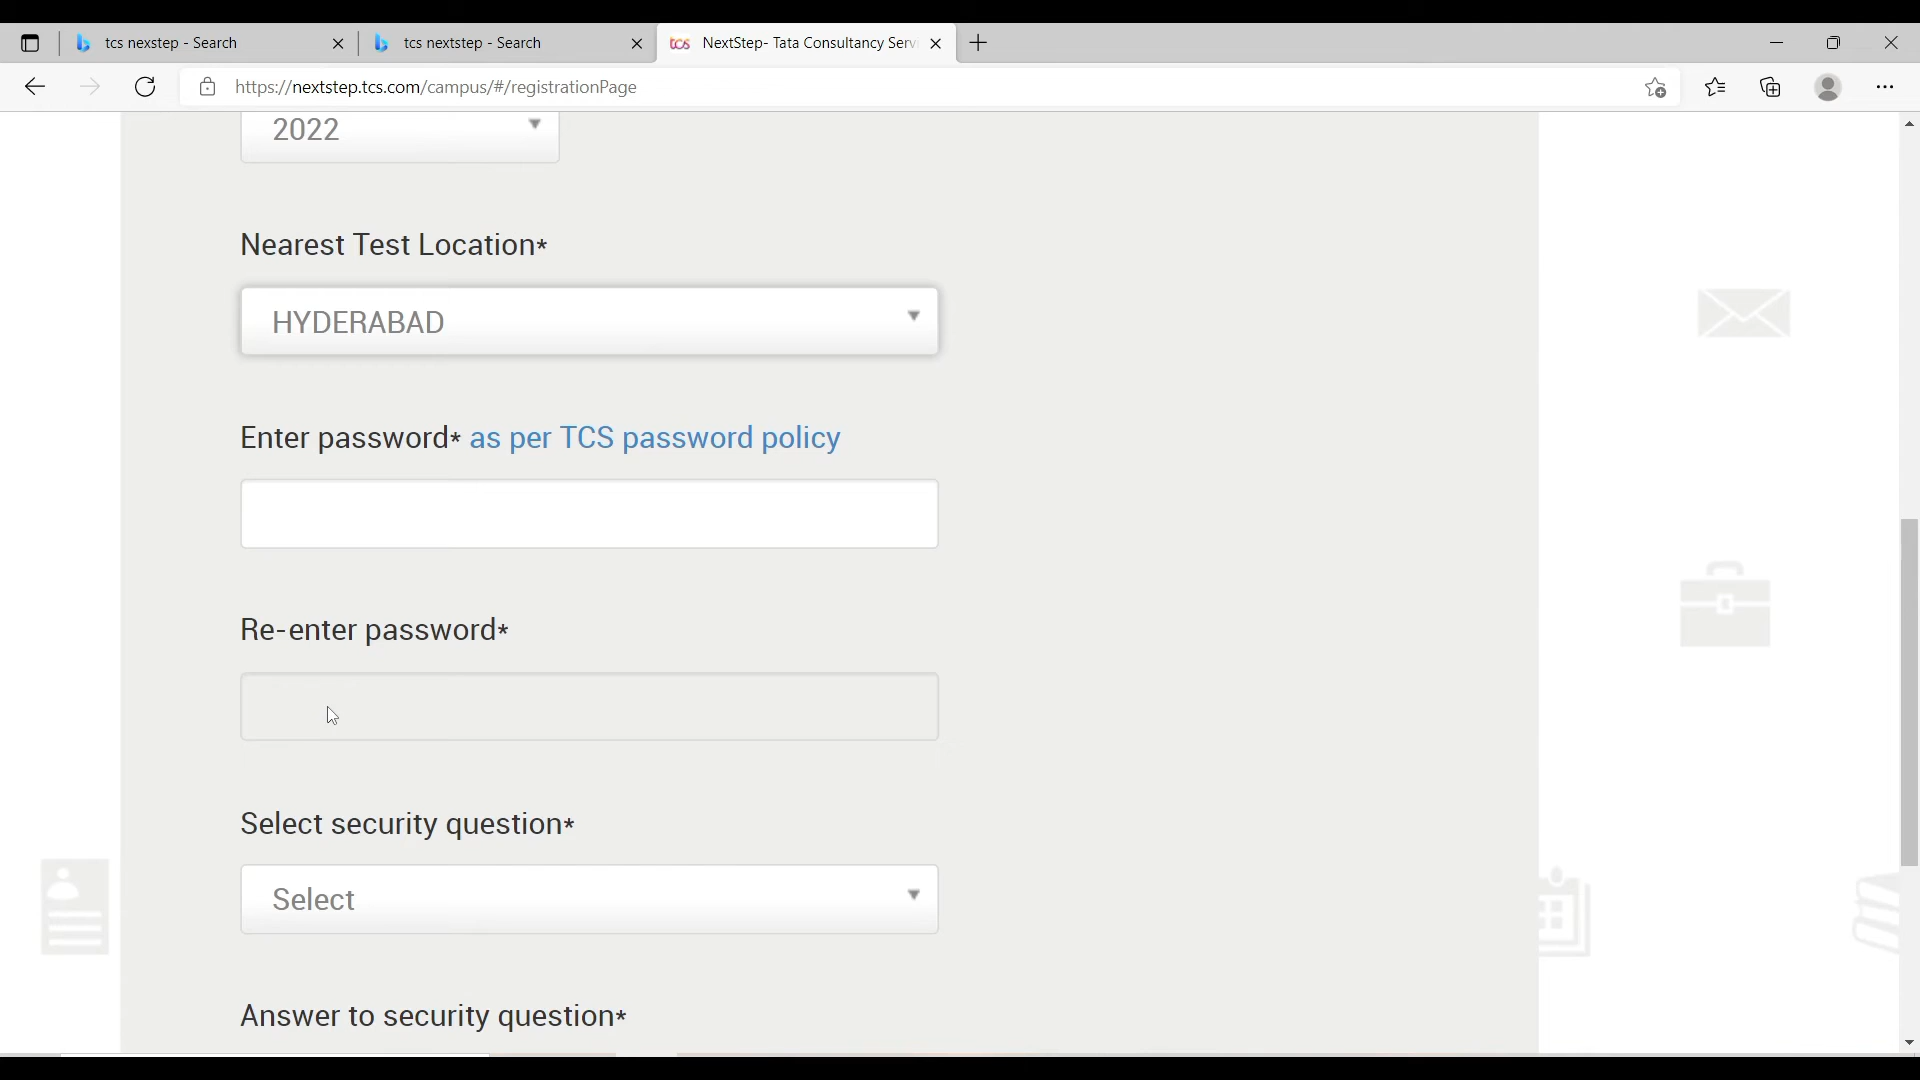 tcs nexstep - Search
tcs nextstep - Search
tcs NextStep- Tata Consultancy Serv
https://nextstep.tcs.com/campus/#/registrationPage
2022
Nearest Test Location*
HYDERABAD
Enter password* as per TCS password policy
Re-enter password*
Select security question*
Select
Answer to security question*